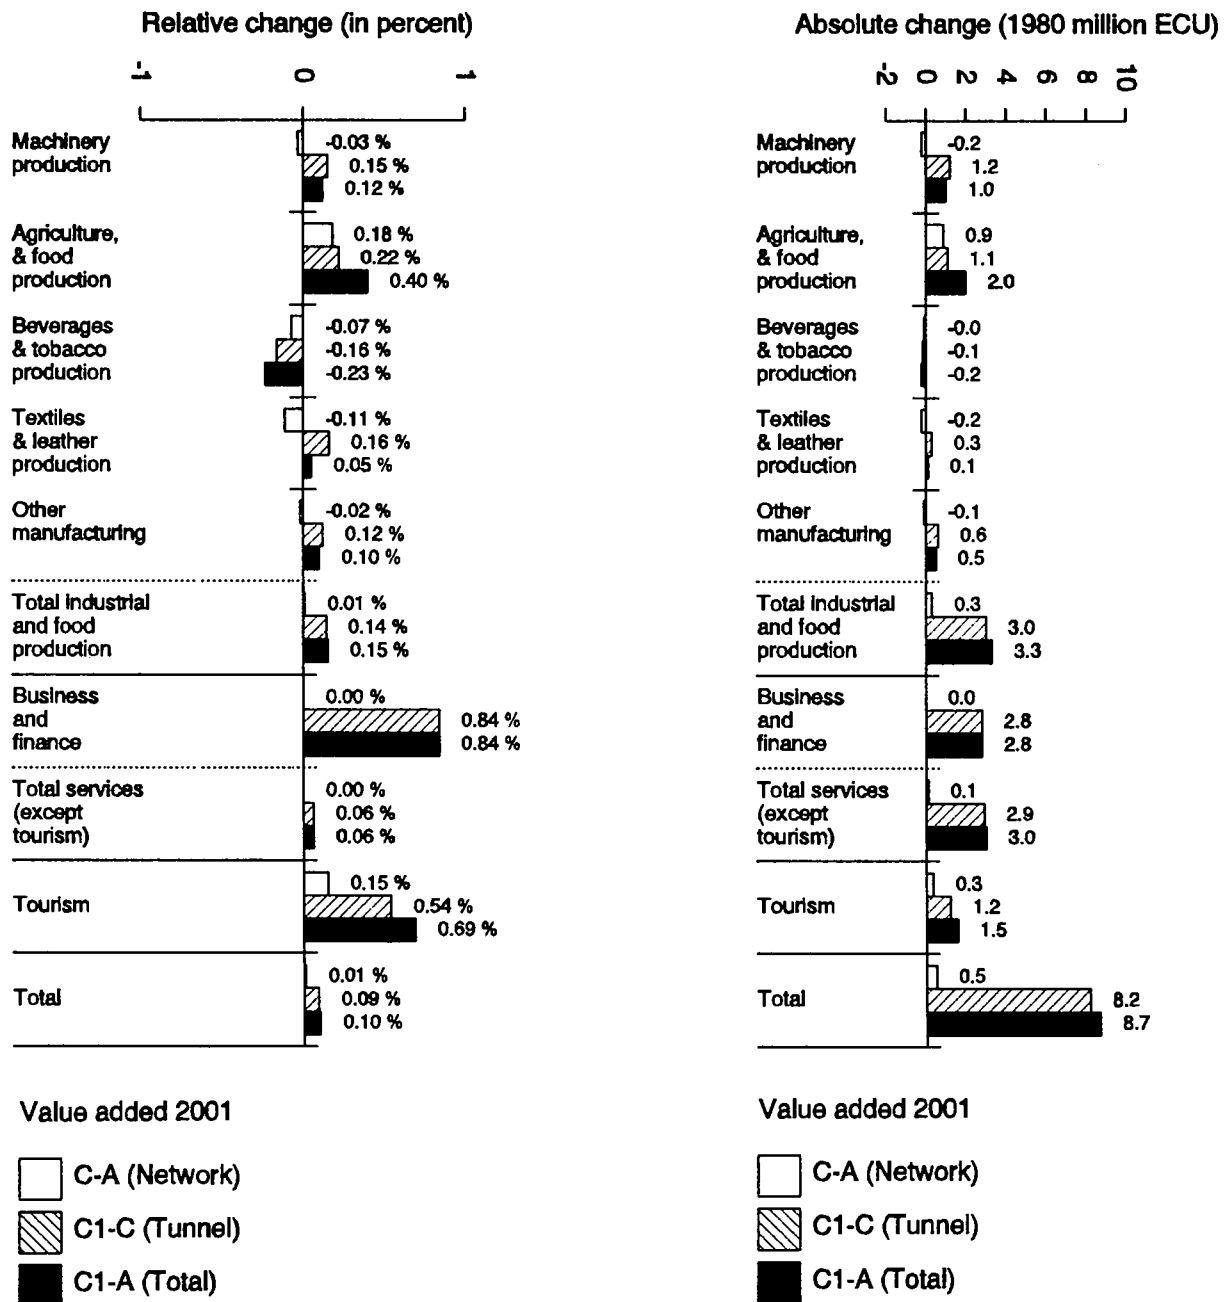 Relative change (in percent)
-1 0 1
Machinery
production
-0.03 %
0.15 %
0.12 %
Agriculture,
& food
production
0.18 %
0.22 %
0.40 %
Beverages
& tobacco
production
-0.07 %
-0.16 %
-0.23 %
Textiles
& leather
production
-0.11 %
0.16 %
0.05 %
Other
manufacturing
-0.02 %
0.12 %
0.10 %
Total industrial
and food
production
0.01 %
0.14 %
0.15 %
Business
and
finance
0.00 %
0.84 %
0.84 %
Total services
(except
tourism)
0.00 %
0.06 %
0.06 %
Tourism
0.15 %
0.54 %
0.69 %
Total
0.01 %
0.09 %
0.10 %
Value added 2001
C-A (Network)
C1-C (Tunnel)
C1-A (Total)
Absolute change (1980 million ECU)
-2 0 2 4 6 8 10
Machinery
production
-0.2
1.2
1.0
Agriculture,
& food
production
0.9
1.1
2.0
Beverages
& tobacco
production
-0.0
-0.1
-0.2
Textiles
& leather
production
-0.2
0.3
0.1
Other
manufacturing
-0.1
0.6
0.5
Total industrial
and food
production
0.3
3.0
3.3
Business
and
finance
0.0
2.8
2.8
Total services
(except
tourism)
0.1
2.9
3.0
Tourism
0.3
1.2
1.5
Total
0.5
8.2
8.7
Value added 2001
C-A (Network)
C1-C (Tunnel)
C1-A (Total)